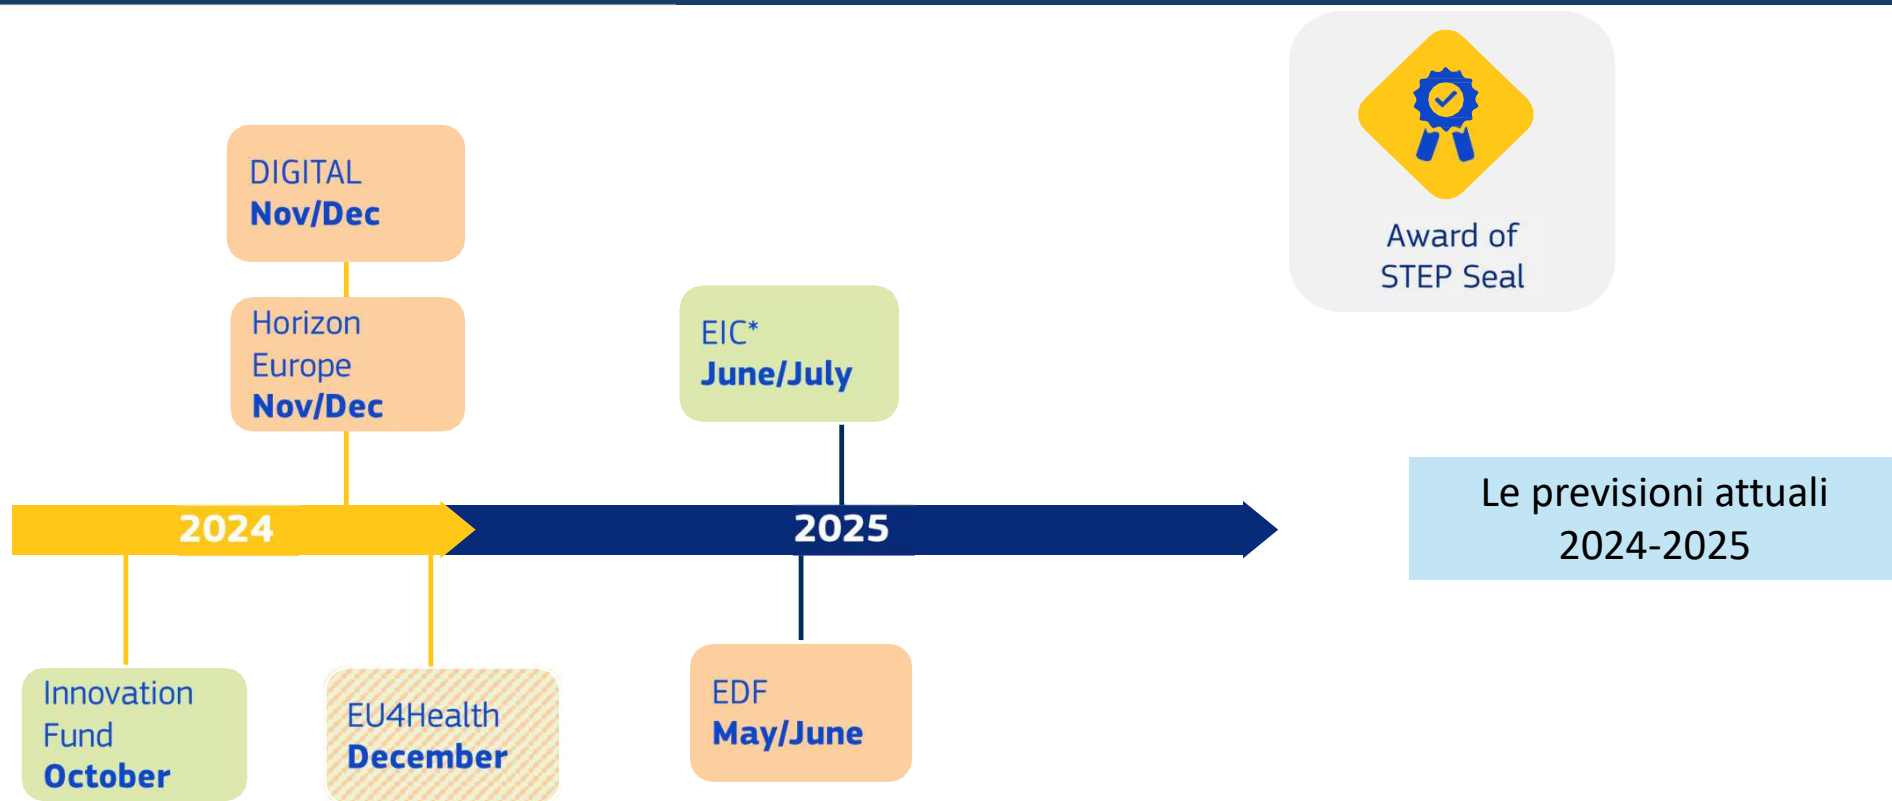 DIGITAL
Nov/Dec
Horizon
Europe
Nov/Dec
EIC*
June/July
Award of
STEP Seal
2024
2025
Le previsioni attuali
2024-2025
Innovation
Fund
October
EU4Health
December
EDF
May/June